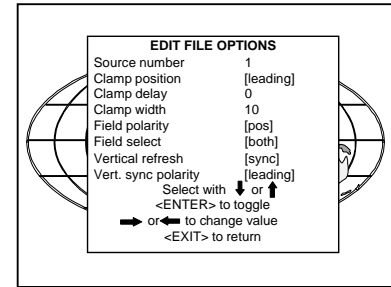 EDIT FILE OPTIONS
Source number 1
Clamp position [leading]
Clamp delay 0
Clamp width 10
Field polarity [pos]
Field select [both]
Vertical refresh [sync]
Vert. sync polarity [leading]
Select with ↓ or ↑
<ENTER> to toggle
→ or ← to change value
<EXIT> to return